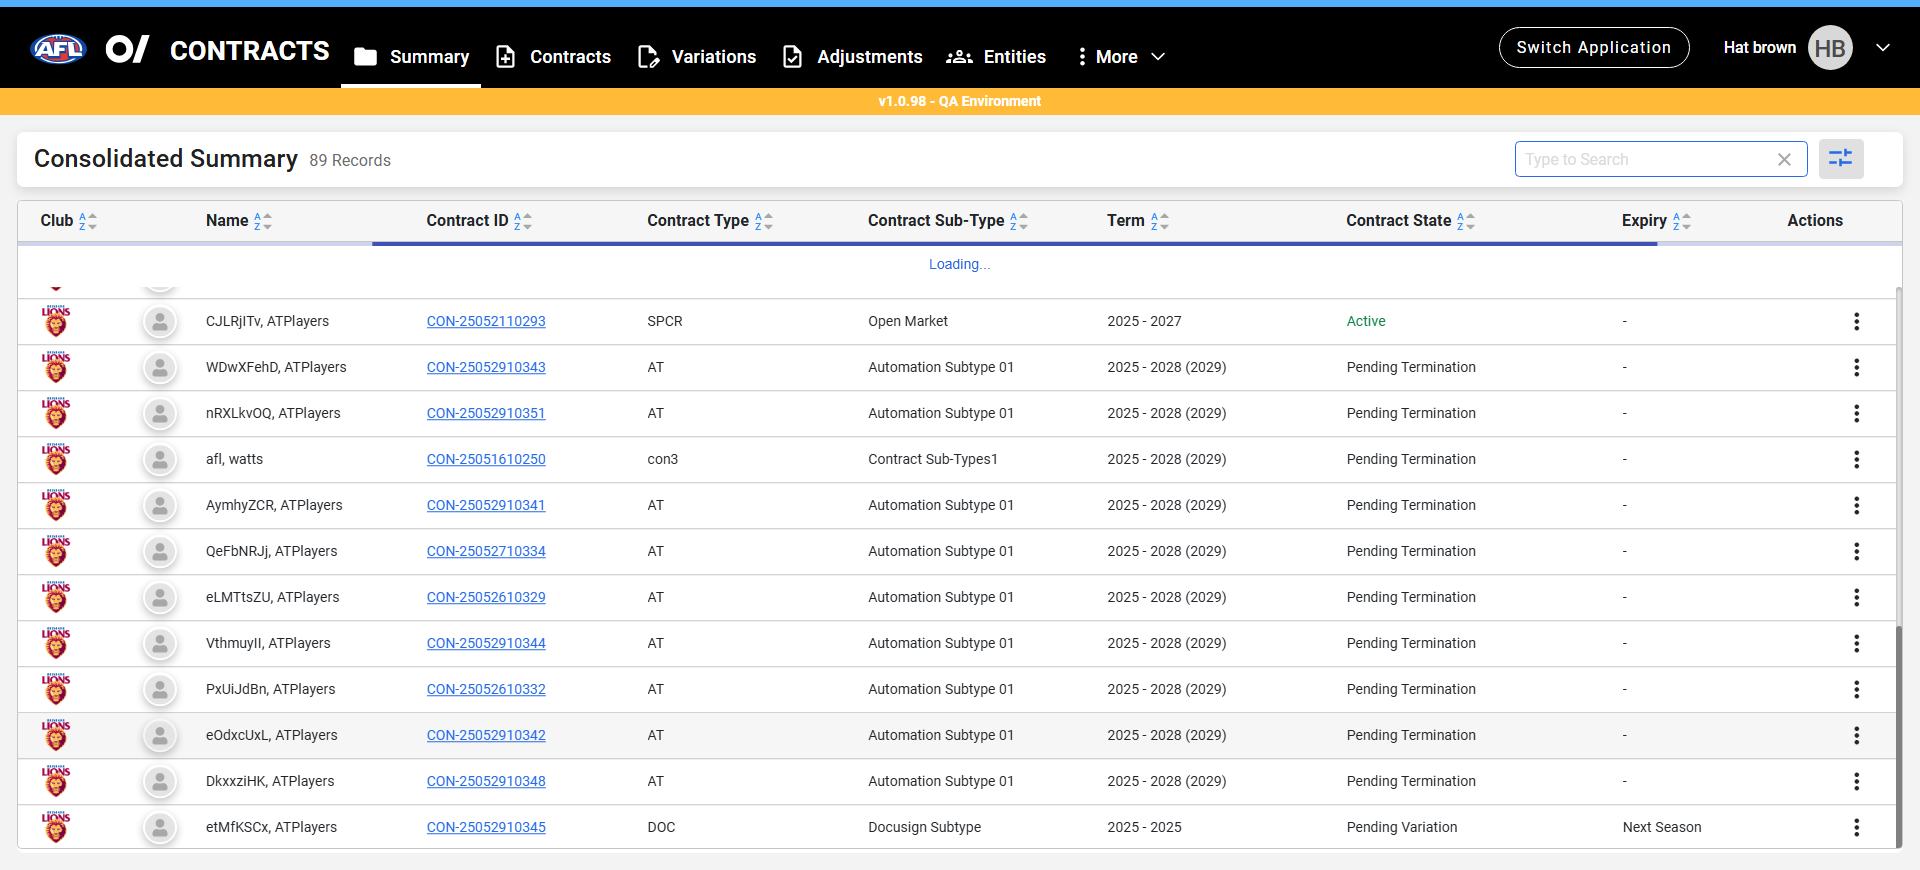 AFL CONTRACTS Summary Contracts Variations Adjustments Entities More Switch Application Hat brown HB
v1.0.98 - QA Environment
Consolidated Summary 89 Records Type to Search
Club Name Contract ID Contract Type Contract Sub-Type Term Contract State Expiry Actions
Loading...
LIONS CJLRjITv, ATPlayers CON-25052110293 SPCR Open Market 2025 - 2027 Active -
LIONS WDwXFehD, ATPlayers CON-25052910343 AT Automation Subtype 01 2025 - 2028 (2029) Pending Termination -
LIONS nRXLkvOQ, ATPlayers CON-25052910351 AT Automation Subtype 01 2025 - 2028 (2029) Pending Termination -
LIONS afl, watts CON-25051610250 con3 Contract Sub-Types1 2025 - 2028 (2029) Pending Termination -
LIONS AymhyZCR, ATPlayers CON-25052910341 AT Automation Subtype 01 2025 - 2028 (2029) Pending Termination -
LIONS QeFbNRJj, ATPlayers CON-25052710334 AT Automation Subtype 01 2025 - 2028 (2029) Pending Termination -
LIONS eLMTtsZU, ATPlayers CON-25052610329 AT Automation Subtype 01 2025 - 2028 (2029) Pending Termination -
LIONS VthmuyII, ATPlayers CON-25052910344 AT Automation Subtype 01 2025 - 2028 (2029) Pending Termination -
LIONS PxUiJdBn, ATPlayers CON-25052610332 AT Automation Subtype 01 2025 - 2028 (2029) Pending Termination -
LIONS eOdxcUxL, ATPlayers CON-25052910342 AT Automation Subtype 01 2025 - 2028 (2029) Pending Termination -
LIONS DkxxziHK, ATPlayers CON-25052910348 AT Automation Subtype 01 2025 - 2028 (2029) Pending Termination -
LIONS etMfKSCx, ATPlayers CON-25052910345 DOC Docusign Subtype 2025 - 2025 Pending Variation Next Season